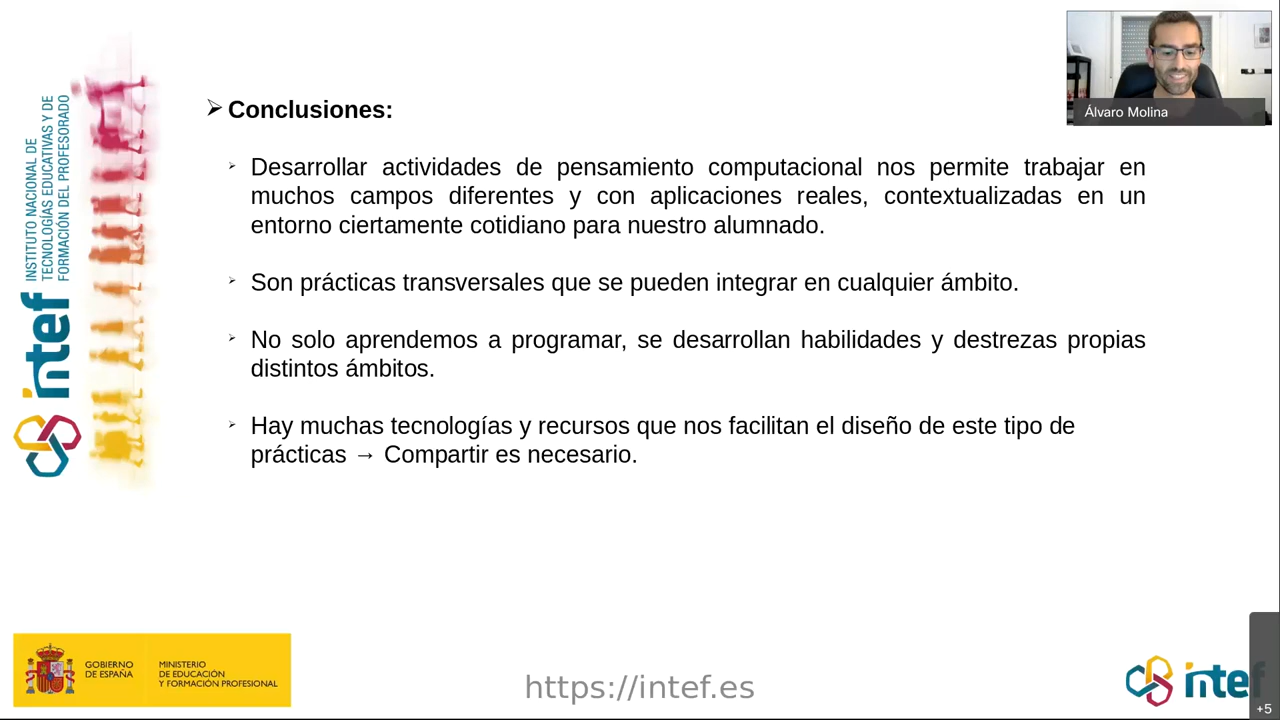 INSTITUTO NACIONAL DE
TECNOLOGÍAS EDUCATIVAS Y DE
FORMACIÓN DEL PROFESORADO
intef
Álvaro Molina
Conclusiones:
Desarrollar actividades de pensamiento computacional nos permite trabajar en
muchos campos diferentes y con aplicaciones reales, contextualizadas en un
entorno ciertamente cotidiano para nuestro alumnado.
Son prácticas transversales que se pueden integrar en cualquier ámbito.
No solo aprendemos a programar, se desarrollan habilidades y destrezas propias
distintos ámbitos.
Hay muchas tecnologías y recursos que nos facilitan el diseño de este tipo de
prácticas → Compartir es necesario.
GOBIERNO
DE ESPAÑA
MINISTERIO
DE EDUCACIÓN
Y FORMACIÓN PROFESIONAL
https://intef.es
intef
+5